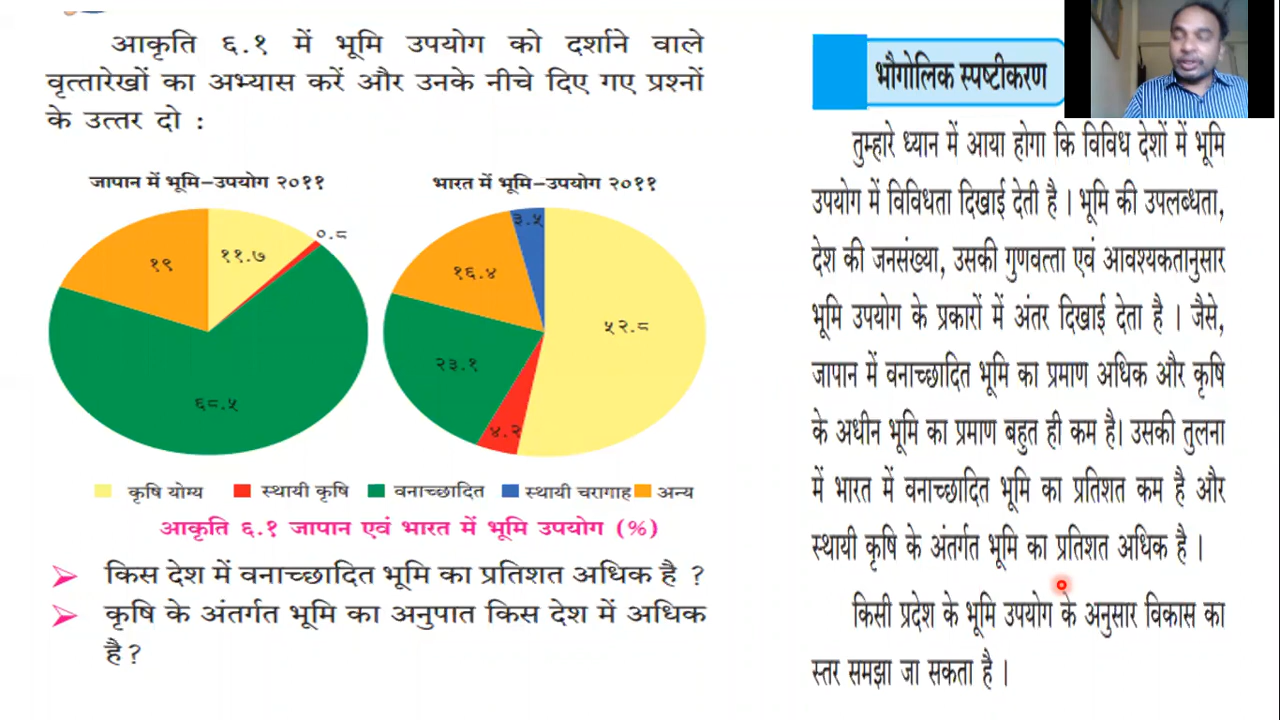 आकृति ६.१ में भूमि उपयोग को दर्शाने वाले
वृत्तारेखों का अभ्यास करें और उनके नीचे दिए गए प्रश्नों
के उत्तर दो :
जापान में भूमि-उपयोग २०११
भारत में भूमि-उपयोग २०११
१९
११.७
०.८
६८.५
३.५
१६.४
५२.८
२३.१
४.२
कृषि योग्य स्थायी कृषि वनाच्छादित स्थायी चरागाह अन्य
आकृति ६.१ जापान एवं भारत में भूमि उपयोग (%)
किस देश में वनाच्छादित भूमि का प्रतिशत अधिक है ?
कृषि के अंतर्गत भूमि का अनुपात किस देश में अधिक
है?
भौगोलिक स्पष्टीकरण
तुम्हारे ध्यान में आया होगा कि विविध देशों में भूमि
उपयोग में विविधता दिखाई देती है । भूमि की उपलब्धता,
देश की जनसंख्या, उसकी गुणवत्ता एवं आवश्यकतानुसार
भूमि उपयोग के प्रकारों में अंतर दिखाई देता है । जैसे,
जापान में वनाच्छादित भूमि का प्रमाण अधिक और कृषि
के अधीन भूमि का प्रमाण बहुत ही कम है। उसकी तुलना
में भारत में वनाच्छादित भूमि का प्रतिशत कम है और
स्थायी कृषि के अंतर्गत भूमि का प्रतिशत अधिक है ।
किसी प्रदेश के भूमि उपयोग के अनुसार विकास का
स्तर समझा जा सकता है ।